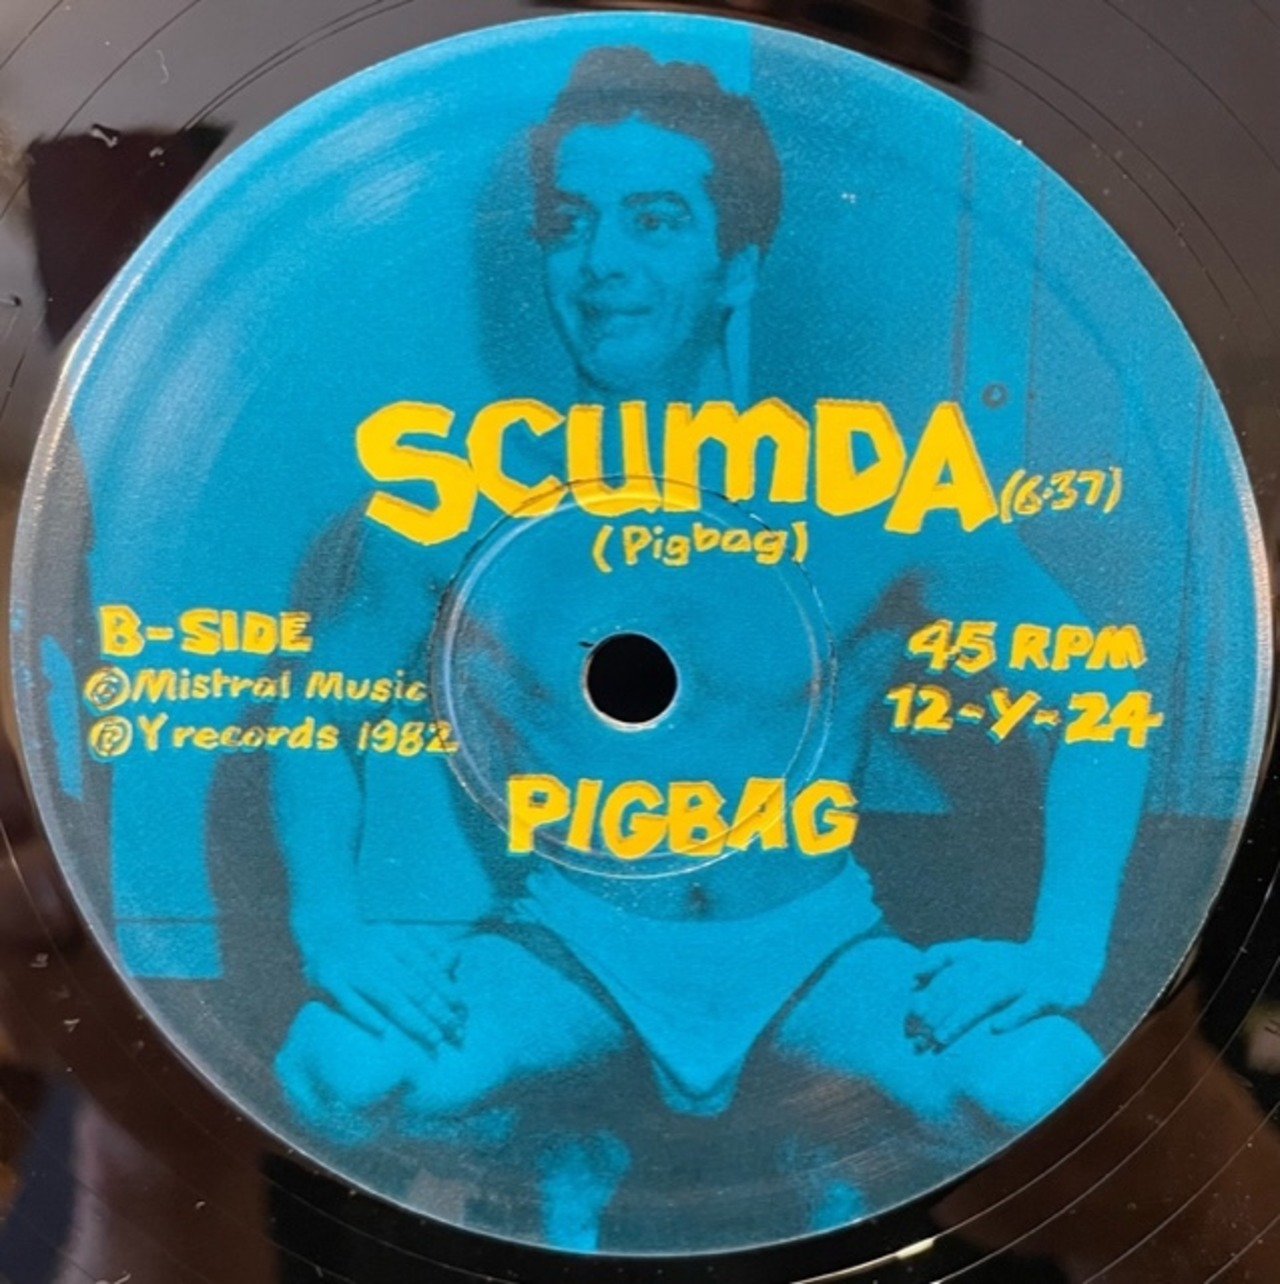 SCUMDA (6:37)
(Pigbag)
B-SIDE
©Mistral Music
℗Y records 1982
45 RPM
12-Y-24
PIGBAG